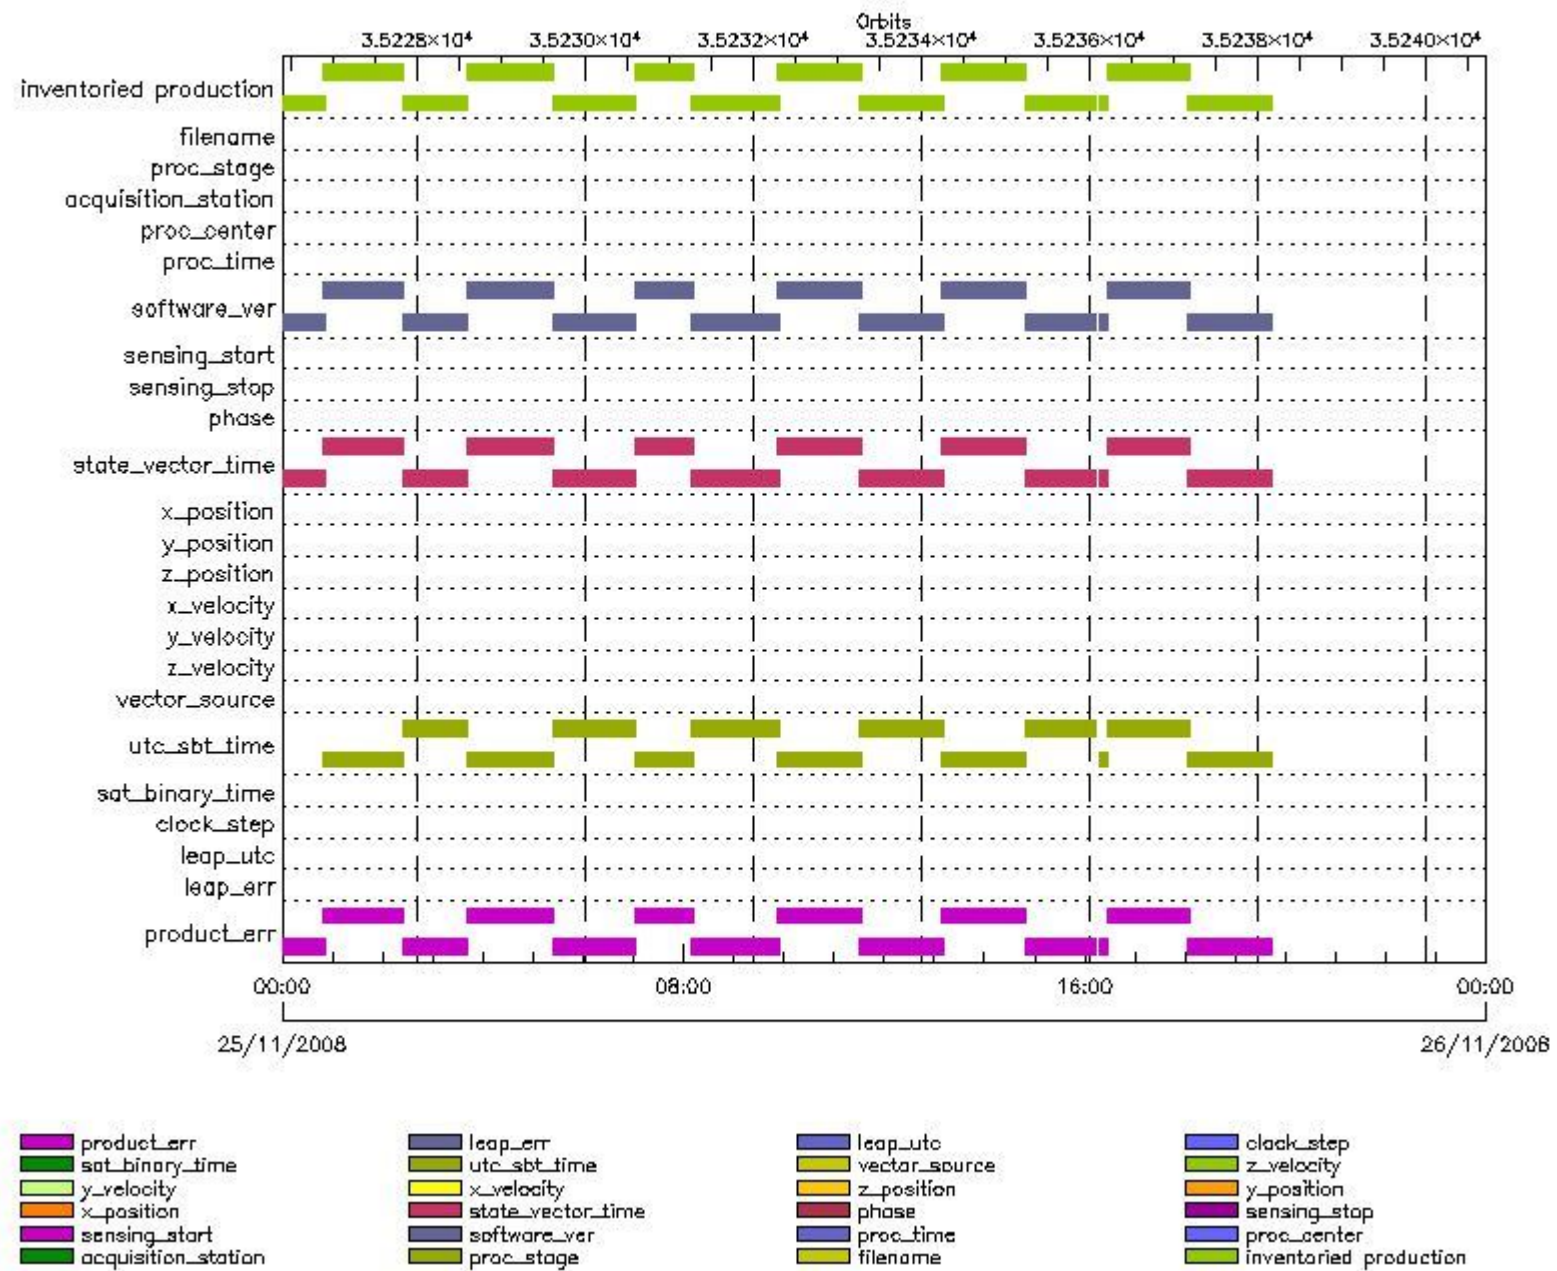 Orbits
3.5228×10⁴ 3.5230×10⁴ 3.5232×10⁴ 3.5234×10⁴ 3.5236×10⁴ 3.5238×10⁴ 3.5240×10⁴
inventoried production
filename
proc_stage
acquisition_station
proc_center
proc_time
software_ver
sensing_start
sensing_stop
phase
state_vector_time
x_position
y_position
z_position
x_velocity
y_velocity
z_velocity
vector_source
utc_sbt_time
sat_binary_time
clock_step
leap_utc
leap_err
product_err
00:00 08:00 16:00 00:00
25/11/2008 26/11/2008
product_err leap_err leap_utc clock_step
sat_binary_time utc_sbt_time vector_source z_velocity
y_velocity x_velocity z_position y_position
x_position state_vector_time phase sensing_stop
sensing_start software_ver proc_time proc_center
acquisition_station proc_stage filename inventoried production